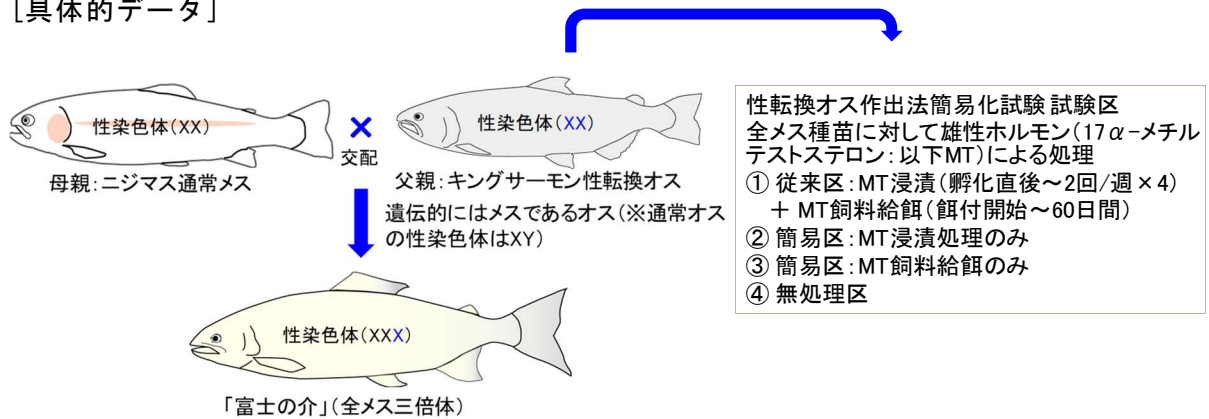 [具体的データ]
性染色体(XX)
母親:ニジマス通常メス
×
交配
性染色体(XX)
父親:キングサーモン性転換オス
遺伝的にはメスであるオス(※通常オス
の性染色体はXY)
性染色体(XXX)
「富士の介」(全メス三倍体)
性転換オス作出法簡易化試験 試験区
全メス種苗に対して雄性ホルモン(17α-メチル
テストステロン:以下MT)による処理
① 従来区:MT浸漬(孵化直後~2回/週×4)
+ MT飼料給餌(餌付開始~60日間)
② 簡易区:MT浸漬処理のみ
③ 簡易区:MT飼料給餌のみ
④ 無処理区